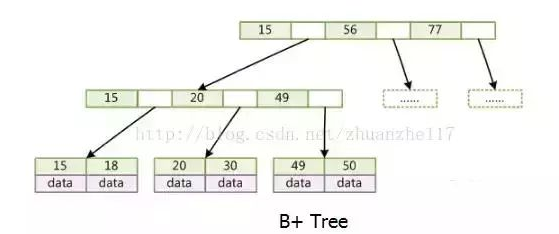 15 56 77
15 20 49
...... ......
http://blog.csdn.net/zhuanzhe117
15 18 20 30 49 50
data data data data data data
B+ Tree